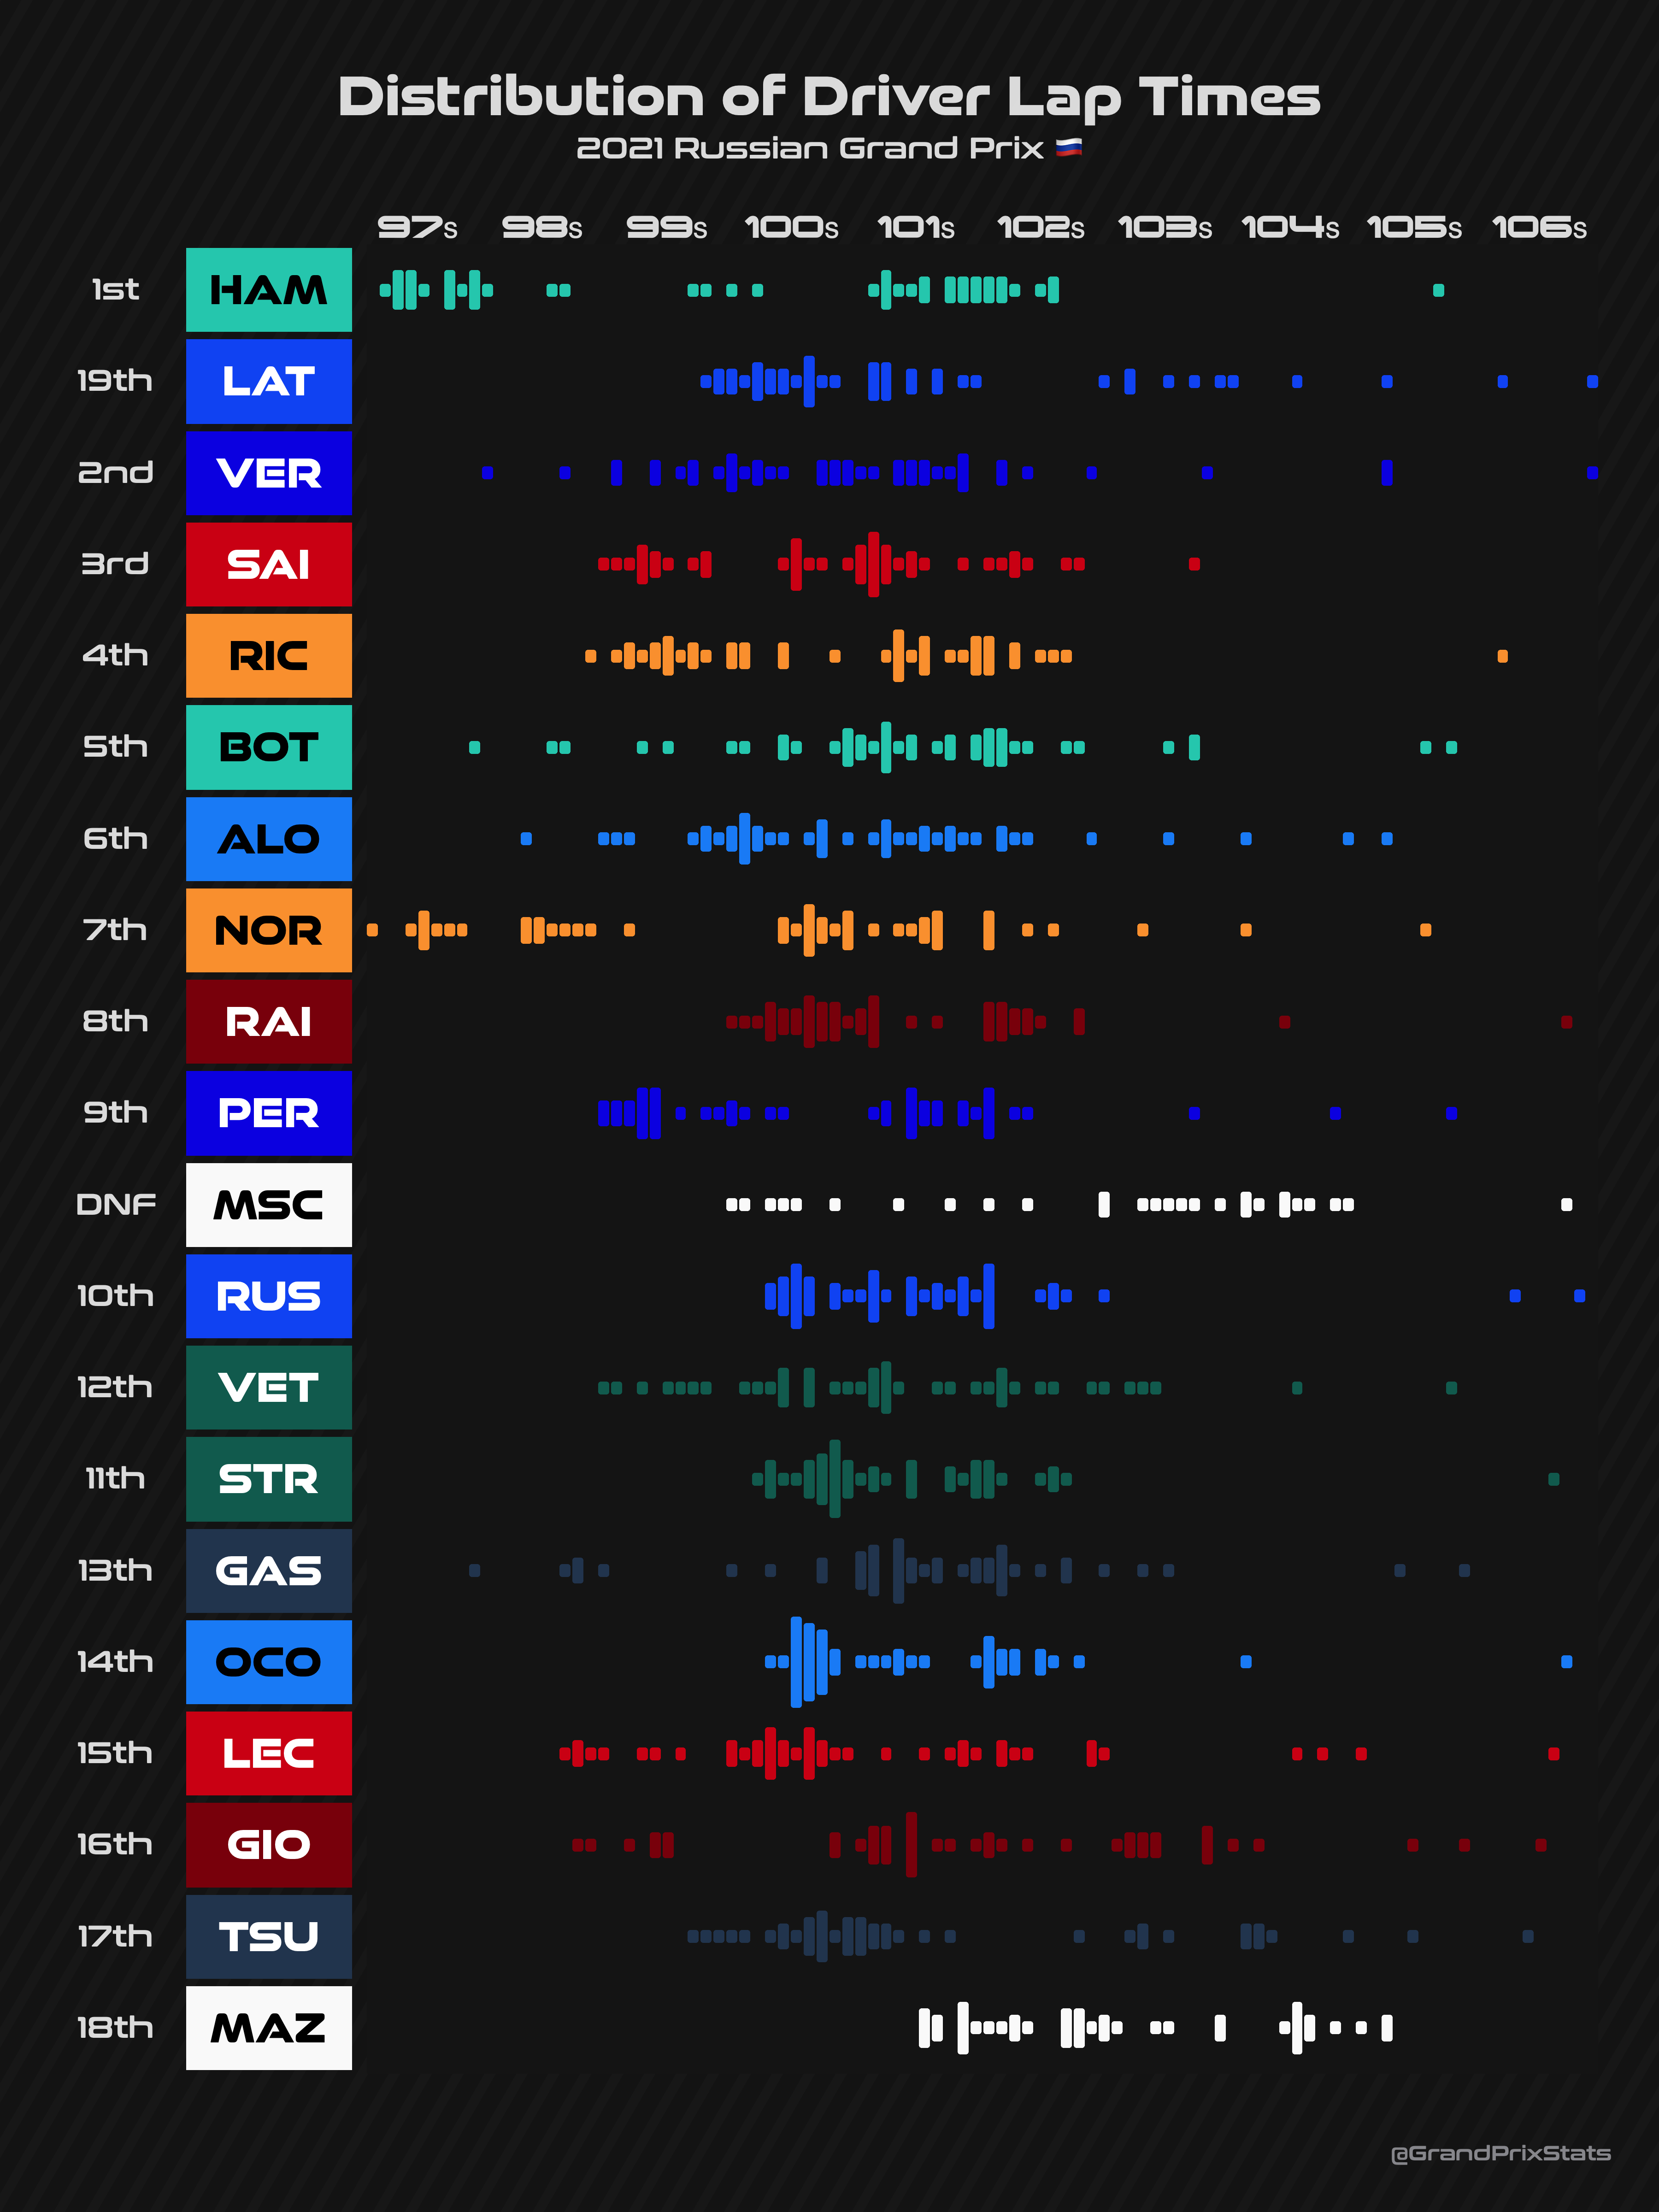 Distribution of Driver Lap Times
2021 Russian Grand Prix 🇷🇺
97s 98s 99s 100s 101s 102s 103s 104s 105s 106s
1st HAM
19th LAT
2nd VER
3rd SAI
4th RIC
5th BOT
6th ALO
7th NOR
8th RAI
9th PER
DNF MSC
10th RUS
12th VET
11th STR
13th GAS
14th OCO
15th LEC
16th GIO
17th TSU
18th MAZ
@GrandPrixStats